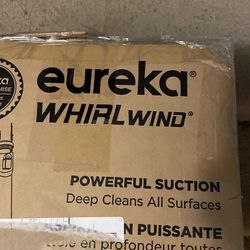 eureka®
WHIRLWIND®
POWERFUL SUCTION
Deep Cleans All Surfaces
PUISSANTE
en profondeur toutes